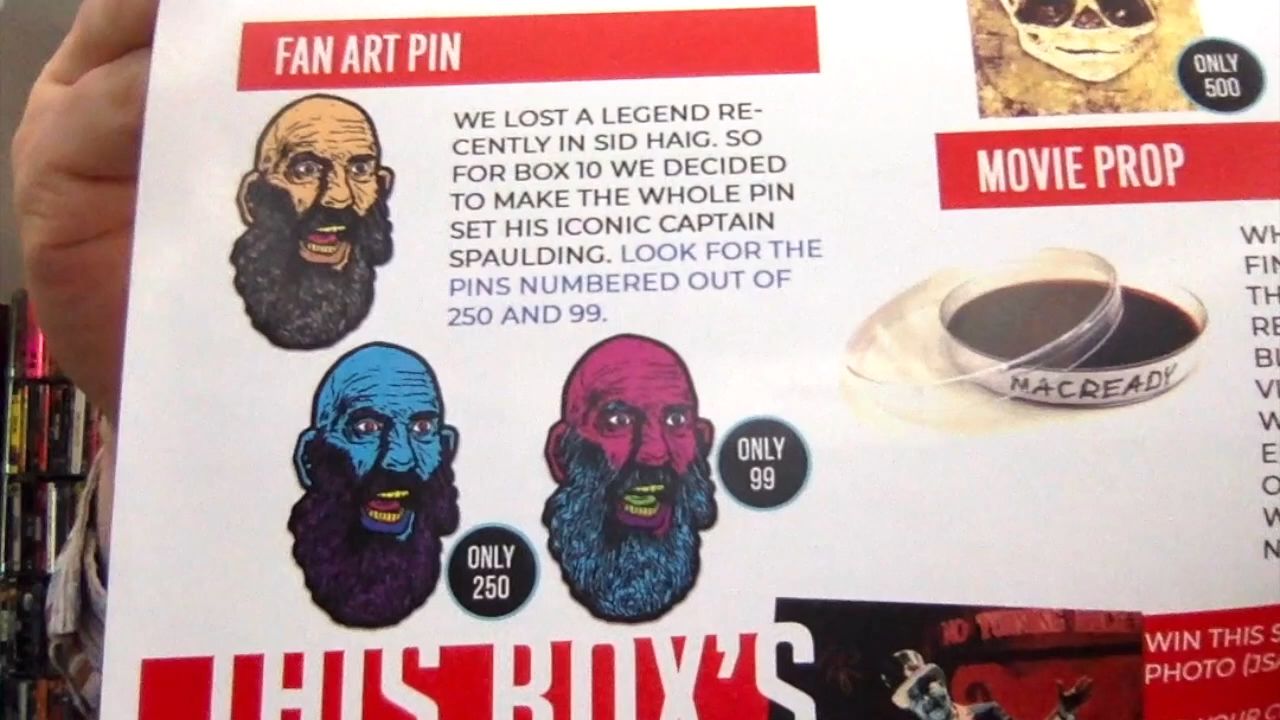 FAN ART PIN
WE LOST A LEGEND RE-
CENTLY IN SID HAIG. SO
FOR BOX 10 WE DECIDED
TO MAKE THE WHOLE PIN
SET HIS ICONIC CAPTAIN
SPAULDING. LOOK FOR THE
PINS NUMBERED OUT OF
250 AND 99.
ONLY
250
ONLY
99
ONLY
500
MOVIE PROP
MACREADY
THIS BOX'S
WIN THIS
PHOTO